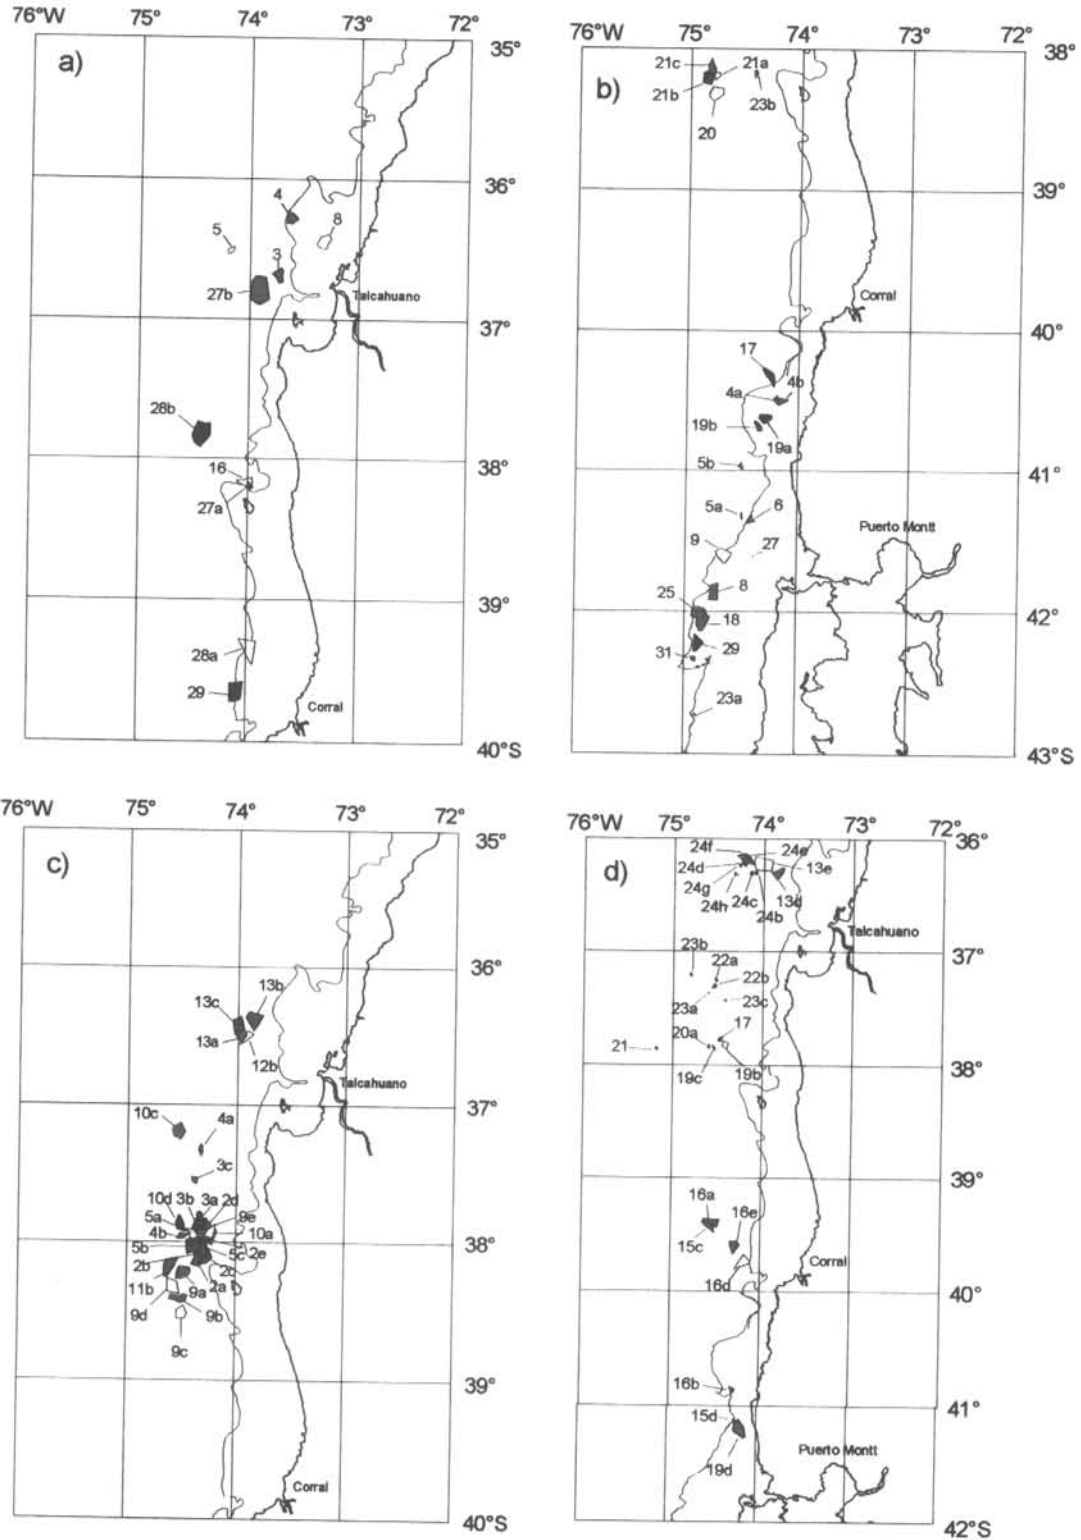 76°W 75° 74° 73° 72°
a)
35°
36°
4
8
5
3
27b
Talcahuano
37°
28b
38°
16
27a
39°
28a
29
Corral
40°S
76°W 75° 74° 73° 72°
b)
38°
21c 21a
21b 23b
20
39°
Corral
40°
17
4b
4a
19b
19a
5b
41°
5a 6
Puerto Montt
9 27
25 8
42°
18
31 29
23a
43°S
76°W 75° 74° 73° 72°
c)
35°
36°
13c 13b
13a
12b
Talcahuano
37°
10c 4a
3c
10d 3b 3a 2d
5a 9e
4b 10a
38°
5b 5c 2e
2b 2c
11b 9a 2a
9d 9b
9c
39°
Corral
40°S
76°W 75° 74° 73° 72°
d)
36°
24f 24e
24d 13e
24g
24h 24c 13d
24b
Talcahuano
23b
37°
22a
22b
23a 23c
20a 17
21
19c 19b
38°
39°
16a
16e
15c
Corral
16d
40°
16b
41°
15d
19d
Puerto Montt
42°S